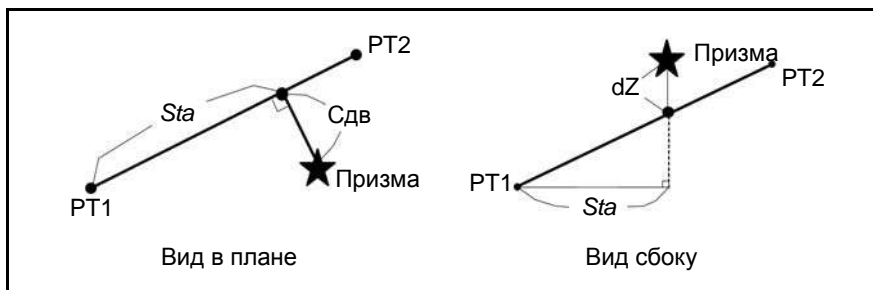 PT2
Sta
Сдв
Призма
PT1
Вид в плане
Призма
PT2
dZ
PT1
Sta
Вид сбоку